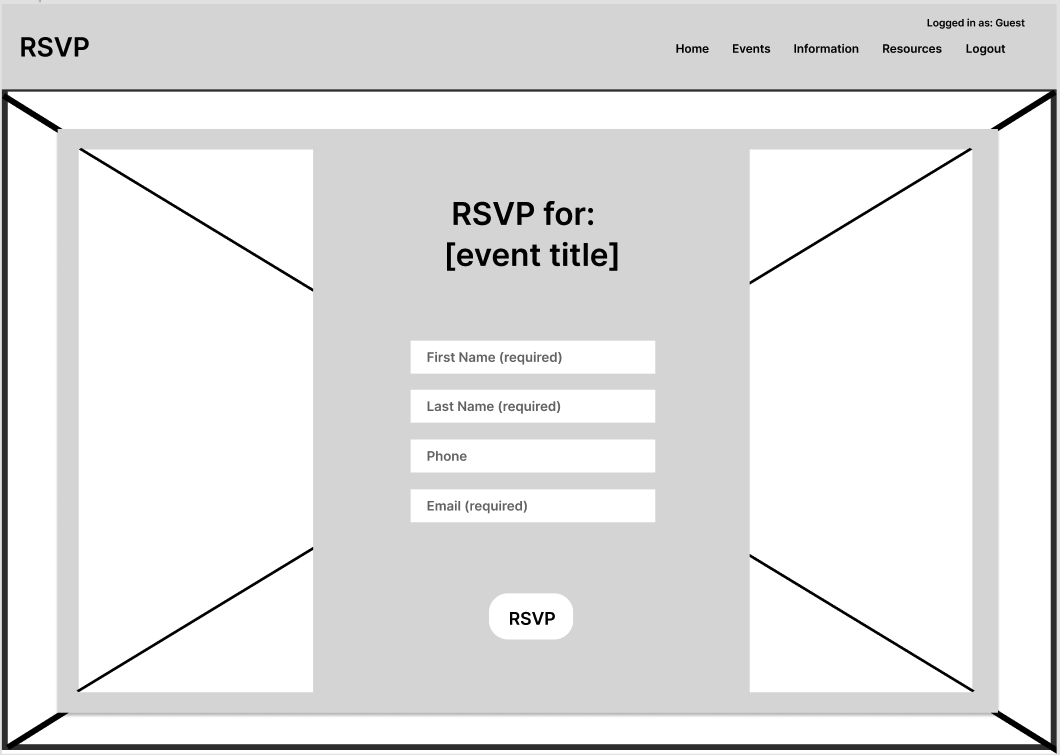 Logged in as: Guest
RSVP
Home Events Information Resources Logout
RSVP for:
[event title]
First Name (required)
Last Name (required)
Phone
Email (required)
RSVP